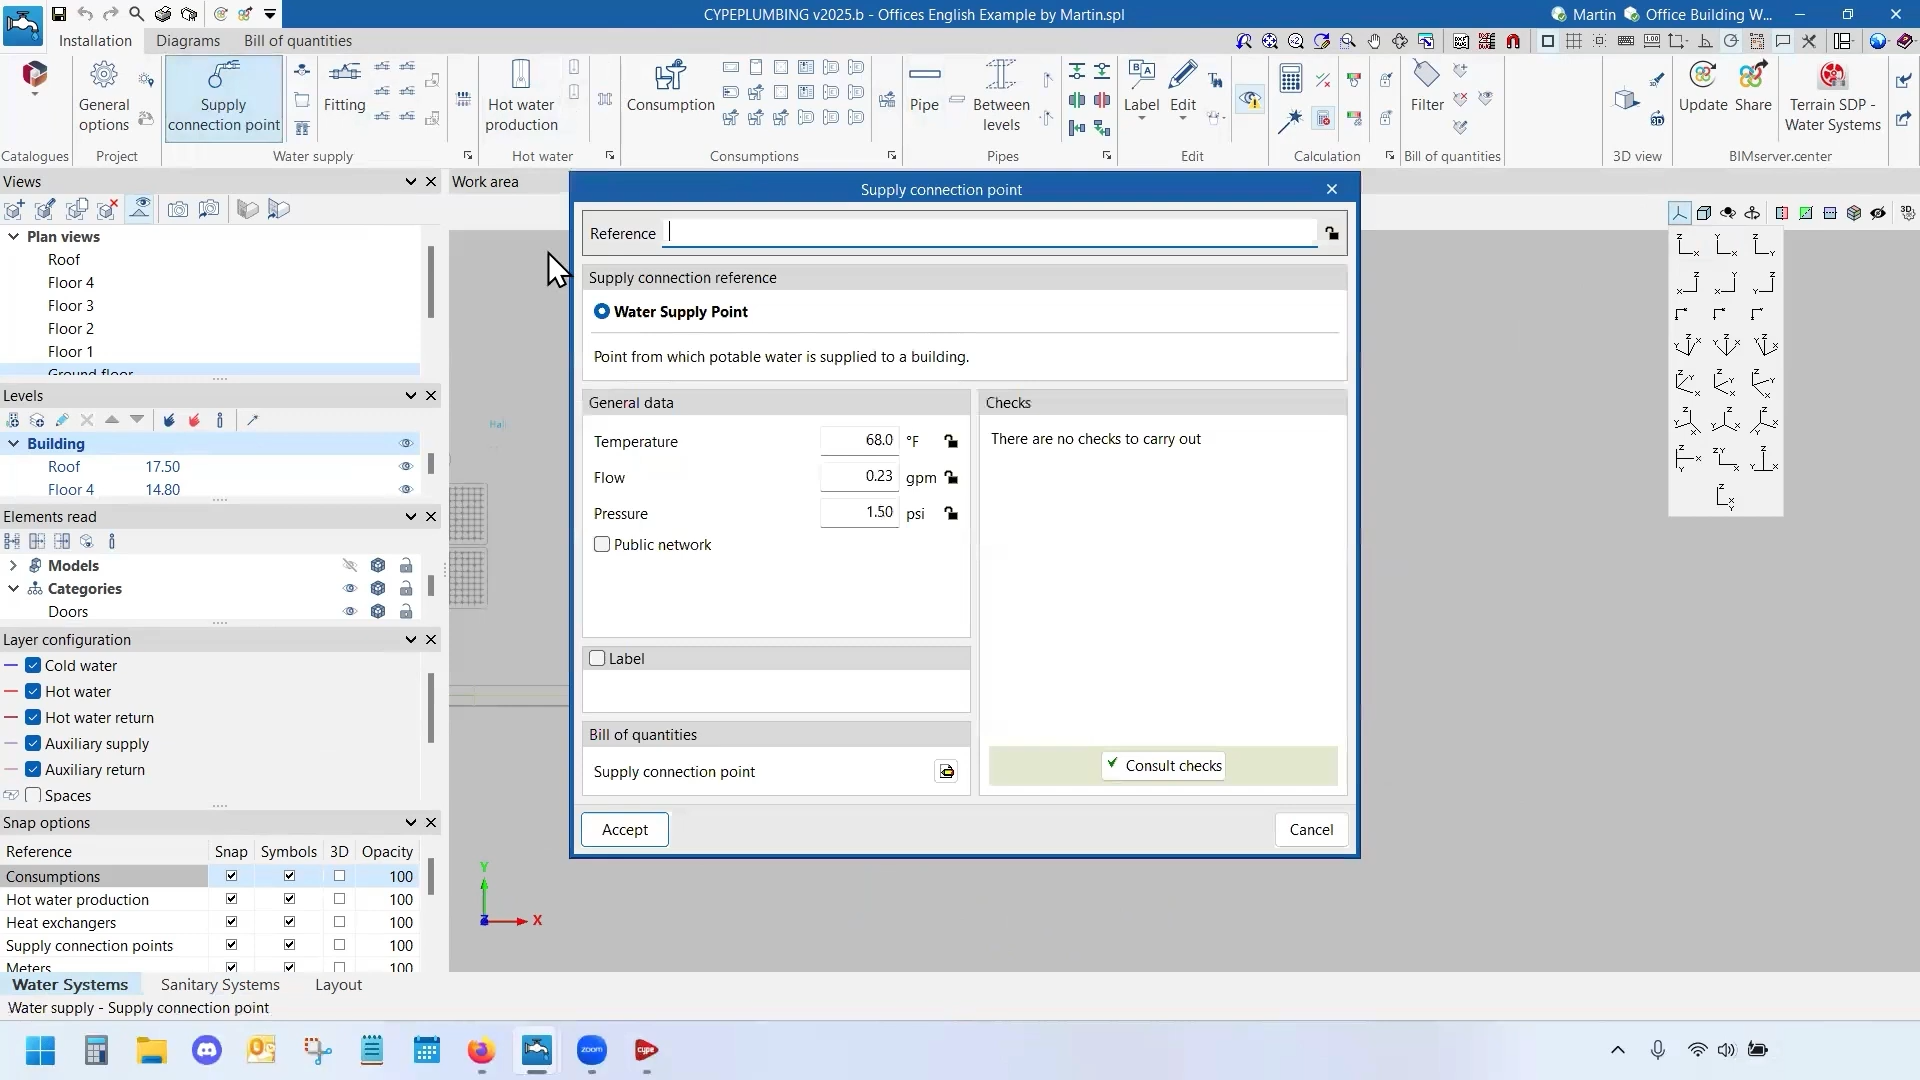 CYPEPLUMBING v2025.b - Offices English Example by Martin.spl
Martin
Office Building W...
Installation
Diagrams
Bill of quantities
General options
Supply connection point
Fitting
Hot water production
Consumption
Pipe
Between levels
Label
Edit
Filter
Update
Share
Terrain SDP - Water Systems
Catalogues
Project
Water supply
Hot water
Consumptions
Pipes
Edit
Calculation
Bill of quantities
3D view
BIMserver.center
Views
Plan views
Roof
Floor 4
Floor 3
Floor 2
Floor 1
Ground floor
Levels
Building
Roof 17.50
Floor 4 14.80
Elements read
Models
Categories
Doors
Layer configuration
Cold water
Hot water
Hot water return
Auxiliary supply
Auxiliary return
Spaces
Snap options
Reference Snap Symbols 3D Opacity
Consumptions 100
Hot water production 100
Heat exchangers 100
Supply connection points 100
Meters 100
Work area
Supply connection point
Reference
Supply connection reference
Water Supply Point
Point from which potable water is supplied to a building.
General data
Temperature 68.0 °F
Flow 0.23 gpm
Pressure 1.50 psi
Public network
Label
Bill of quantities
Supply connection point
Checks
There are no checks to carry out
Consult checks
Accept
Cancel
Y
Z
X
Water Systems
Sanitary Systems
Layout
Water supply - Supply connection point
zoom
cype